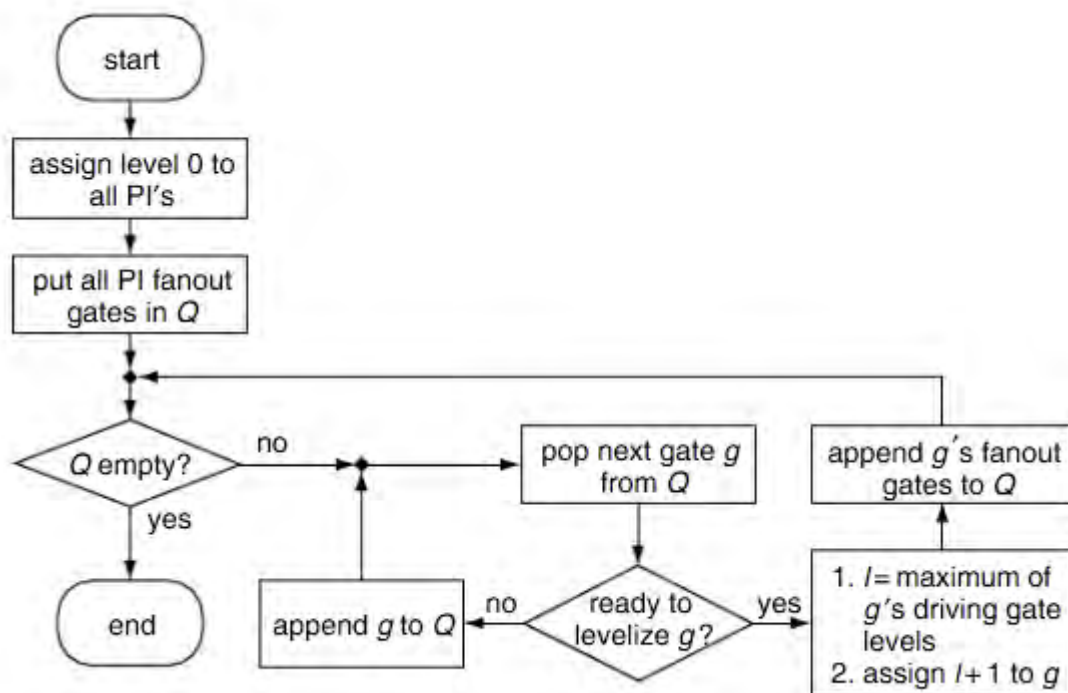 start
assign level 0 to
all PI's
put all PI fanout
gates in Q
Q empty?
no
yes
end
pop next gate g
from Q
append g's fanout
gates to Q
append g to Q
no
ready to
levelize g?
yes
1. l = maximum of
g's driving gate
levels
2. assign l + 1 to g